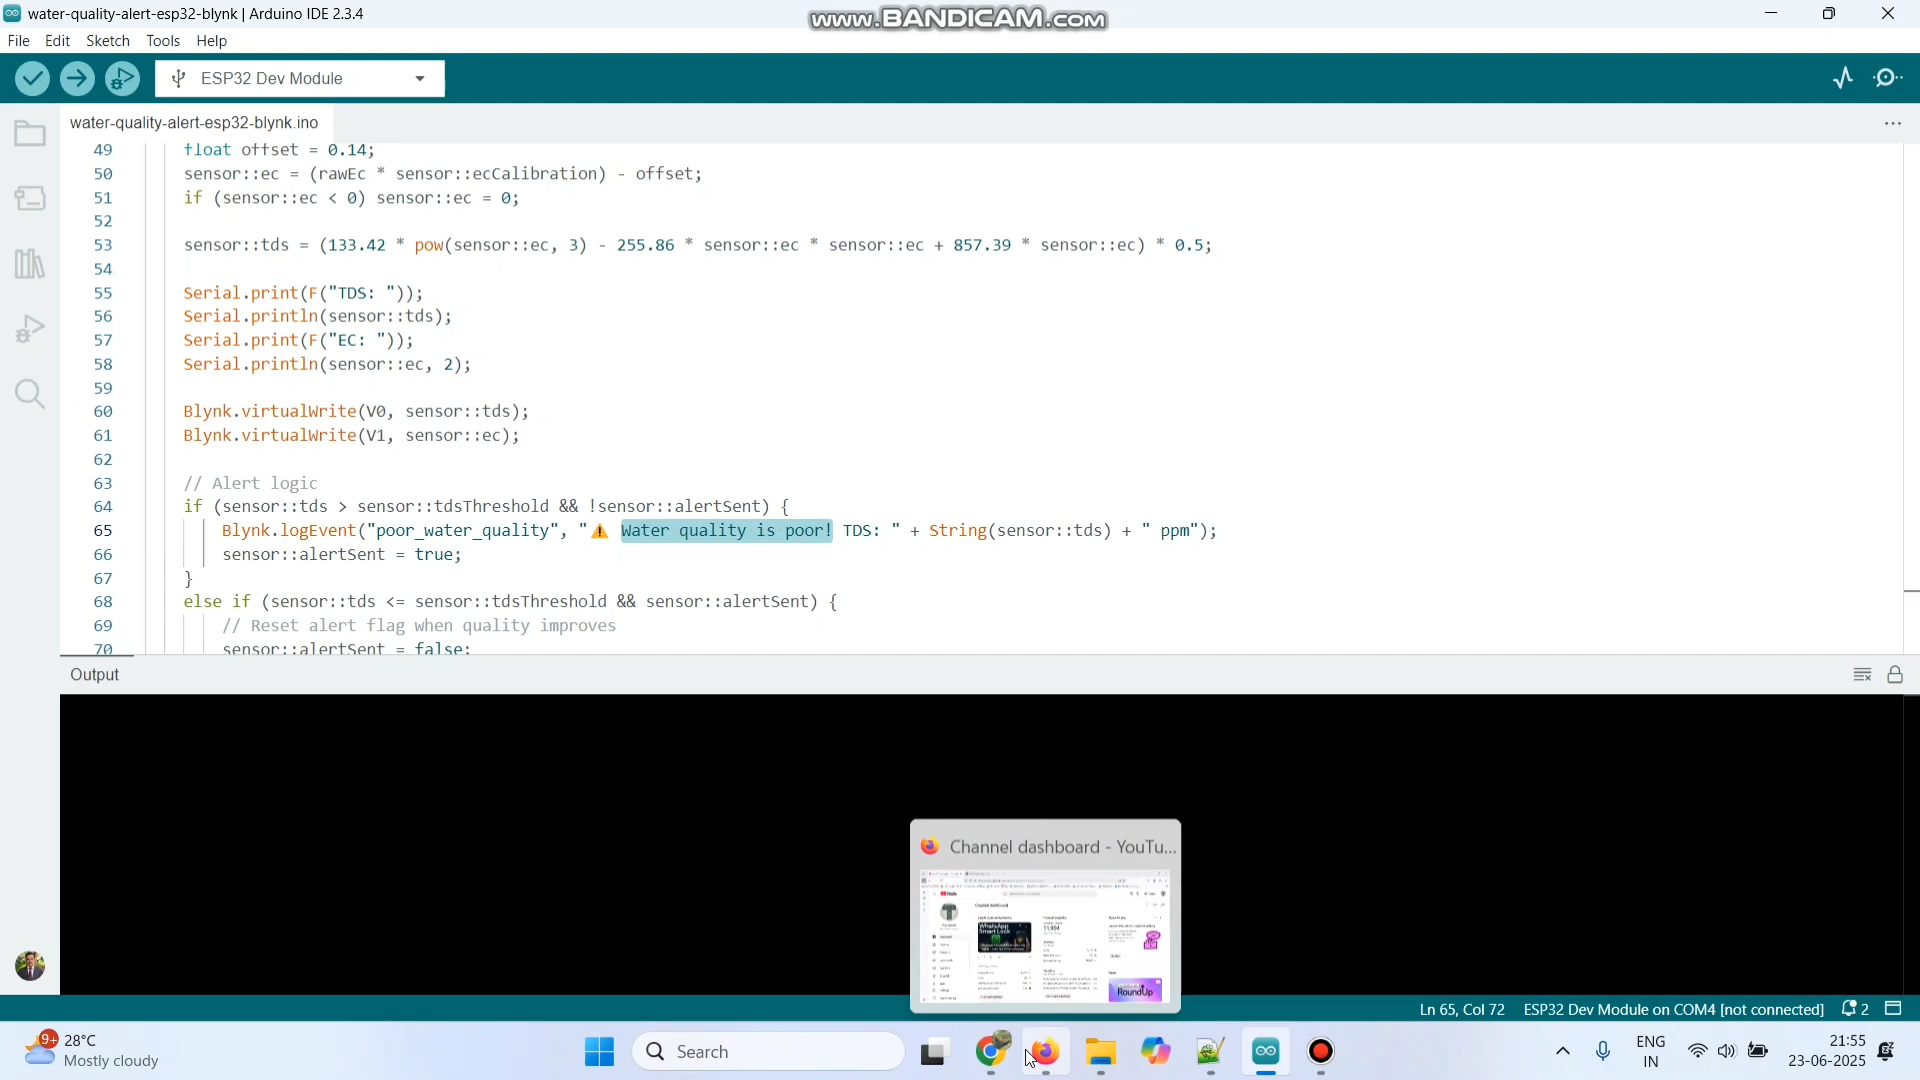 water-quality-alert-esp32-blynk | Arduino IDE 2.3.4
www.BANDICAM.com
File Edit Sketch Tools Help
ESP32 Dev Module
water-quality-alert-esp32-blynk.ino
49 float offset = 0.14;
50 sensor::ec = (rawEc * sensor::ecCalibration) - offset;
51 if (sensor::ec < 0) sensor::ec = 0;
52
53 sensor::tds = (133.42 * pow(sensor::ec, 3) - 255.86 * sensor::ec * sensor::ec + 857.39 * sensor::ec) * 0.5;
54
55 Serial.print(F("TDS: "));
56 Serial.println(sensor::tds);
57 Serial.print(F("EC: "));
58 Serial.println(sensor::ec, 2);
59
60 Blynk.virtualWrite(V0, sensor::tds);
61 Blynk.virtualWrite(V1, sensor::ec);
62
63 // Alert logic
64 if (sensor::tds > sensor::tdsThreshold && !sensor::alertSent) {
65 Blynk.logEvent("poor_water_quality", "⚠️ Water quality is poor! TDS: " + String(sensor::tds) + " ppm");
66 sensor::alertSent = true;
67 }
68 else if (sensor::tds <= sensor::tdsThreshold && sensor::alertSent) {
69 // Reset alert flag when quality improves
70 sensor::alertSent = false;
Output
Channel dashboard - YouTu...
WhatsApp
Smart Lock
11,904
RoundUp
Ln 65, Col 72 ESP32 Dev Module on COM4 [not connected] 2
9+
28°C
Mostly cloudy
Search
ENG
IN
21:55
23-06-2025